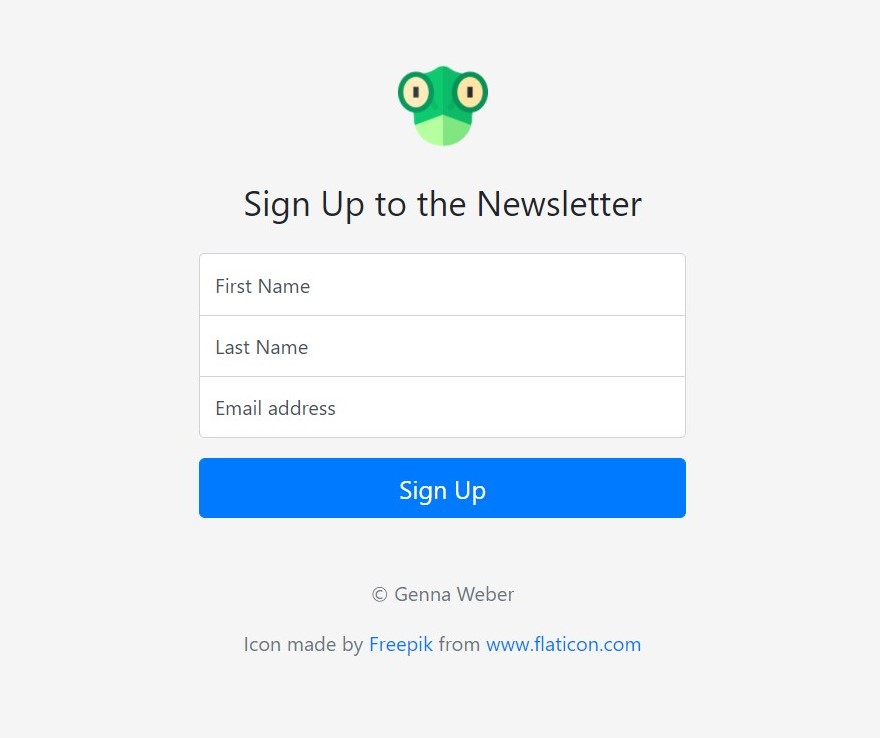 Sign Up to the Newsletter
First Name
Last Name
Email address
Sign Up
© Genna Weber
Icon made by Freepik from www.flaticon.com